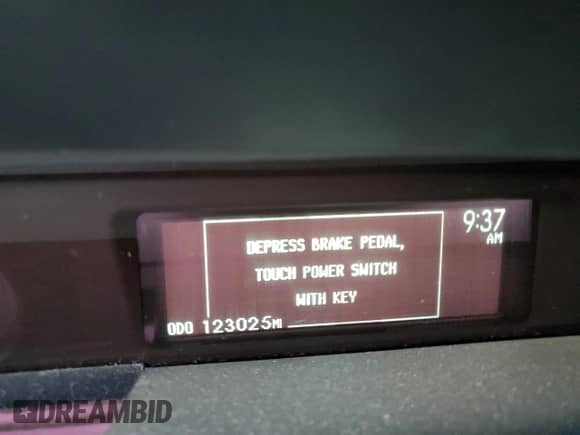 9:37
AM
DEPRESS BRAKE PEDAL,
TOUCH POWER SWITCH
WITH KEY
ODO 123025MI
DREAMBID